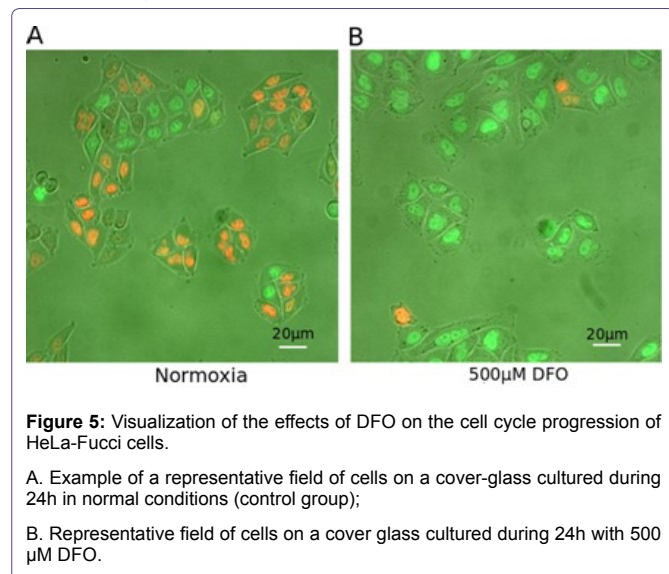 A
B
20µm
20µm
Normoxia
500µM DFO
Figure 5: Visualization of the effects of DFO on the cell cycle progression of
HeLa-Fucci cells.
A. Example of a representative field of cells on a cover-glass cultured during
24h in normal conditions (control group);
B. Representative field of cells on a cover glass cultured during 24h with 500
µM DFO.